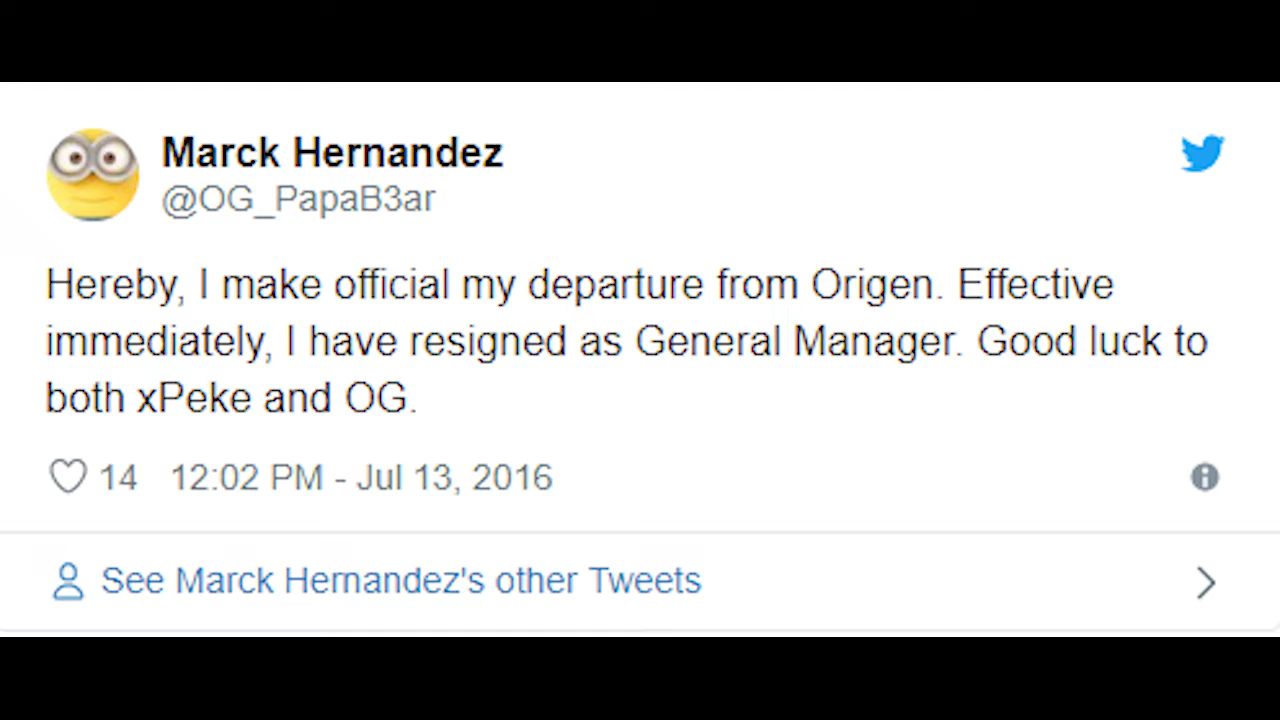 Marck Hernandez
@OG_PapaB3ar
Hereby, I make official my departure from Origen. Effective
immediately, I have resigned as General Manager. Good luck to
both xPeke and OG.
14 12:02 PM - Jul 13, 2016
See Marck Hernandez's other Tweets